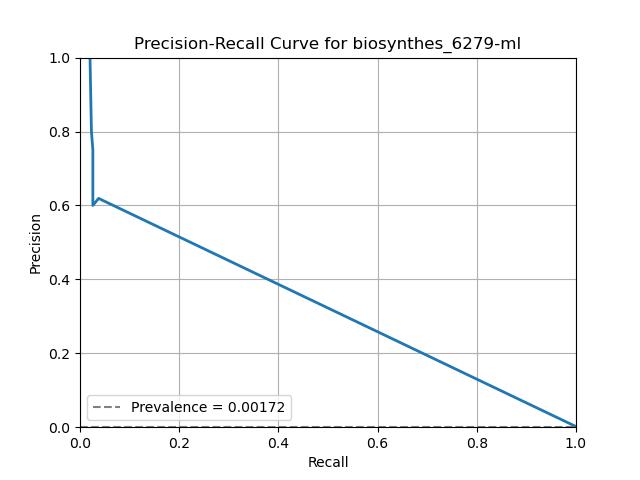 Precision-Recall Curve for biosynthes_6279-ml
1.0
0.8
0.6
0.4
0.2
0.0
Precision
Prevalence = 0.00172
0.0 0.2 0.4 0.6 0.8 1.0
Recall